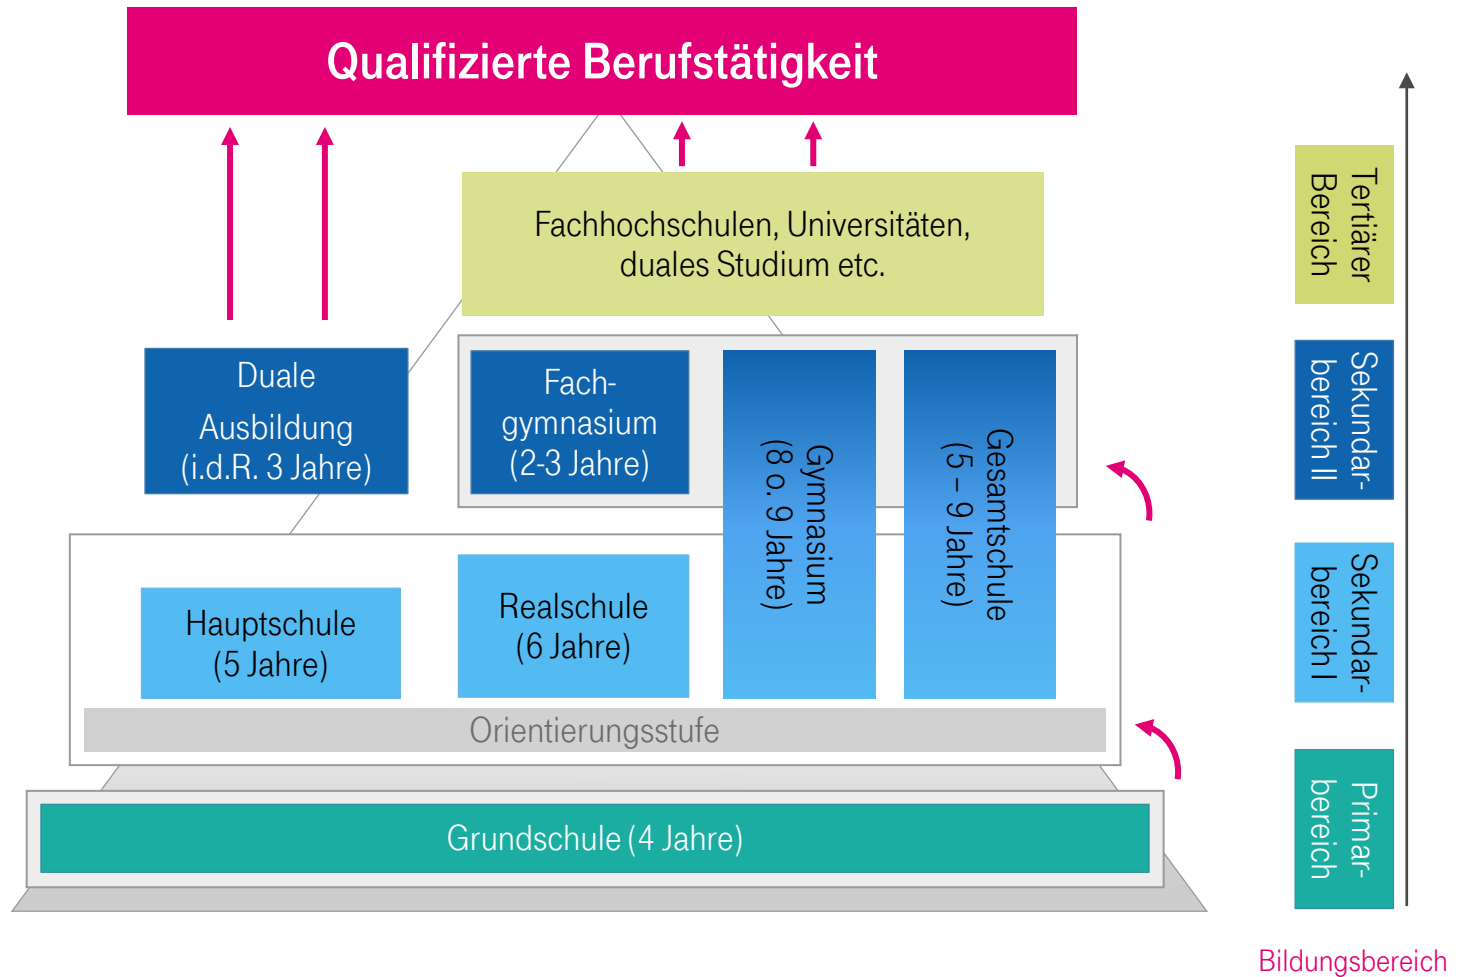 Qualifizierte Berufstätigkeit
Fachhochschulen, Universitäten,
duales Studium etc.
Duale
Ausbildung
(i.d.R. 3 Jahre)
Fach-
gymnasium
(2-3 Jahre)
Gymnasium
(8 o. 9 Jahre)
Gesamtschule
(5 – 9 Jahre)
Hauptschule
(5 Jahre)
Realschule
(6 Jahre)
Orientierungsstufe
Grundschule (4 Jahre)
Tertiärer
Bereich
Sekundar-
bereich II
Sekundar-
bereich I
Primar-
bereich
Bildungsbereich